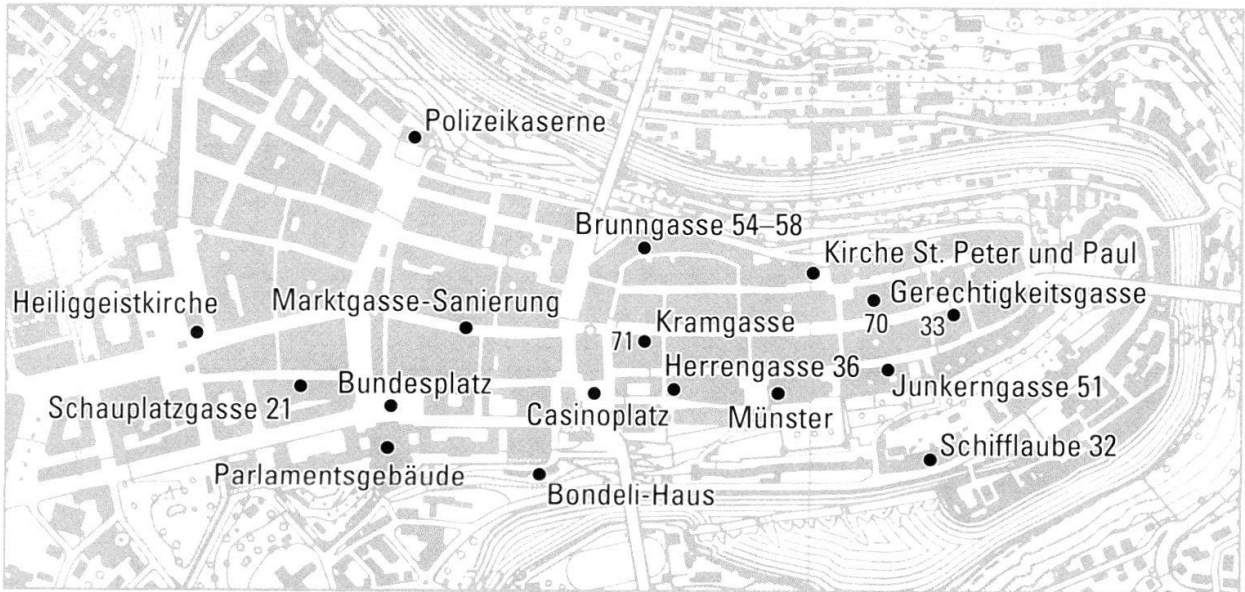 Polizeikaserne
Brunngasse 54–58
Kirche St. Peter und Paul
Heiliggeistkirche
Marktgasse-Sanierung
Gerechtigkeitsgasse
70
33
71
Kramgasse
Herrengasse 36
Junkerngasse 51
Schauplatzgasse 21
Bundesplatz
Casinoplatz
Münster
Parlamentsgebäude
Bondeli-Haus
Schifflaube 32